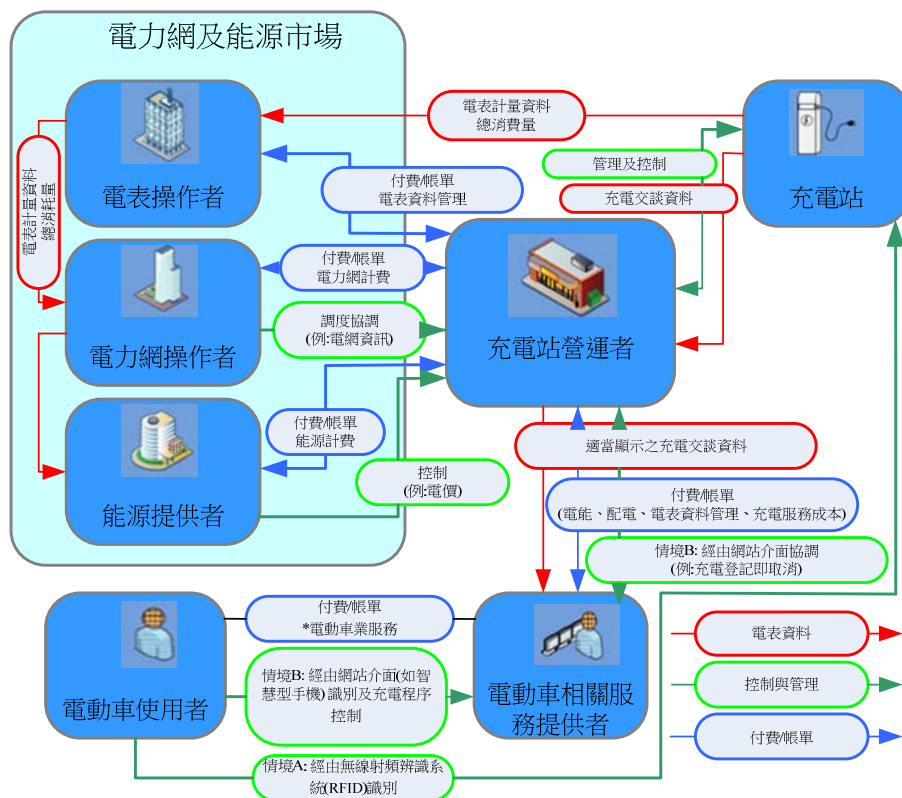 電力網及能源市場
電表操作者
電表計量資料
總消費量
充電站
管理及控制
充電交談資料
付費/帳單
電表資料管理
電表計量資料
總消耗量
付費/帳單
電力網計費
電力網操作者
調度協調
(例:電網資訊)
充電站營運者
付費/帳單
能源計費
能源提供者
控制
(例:電價)
適當顯示之充電交談資料
付費/帳單
(電能、配電、電表資料管理、充電服務成本)
情境B: 經由網站介面協調
(例:充電登記即取消)
付費/帳單
*電動車業服務
電動車使用者
情境B: 經由網站介面(如智
慧型手機) 識別及充電程序
控制
電動車相關服
務提供者
情境A: 經由無線射頻辨識系
統(RFID)識別
電表資料
控制與管理
付費/帳單